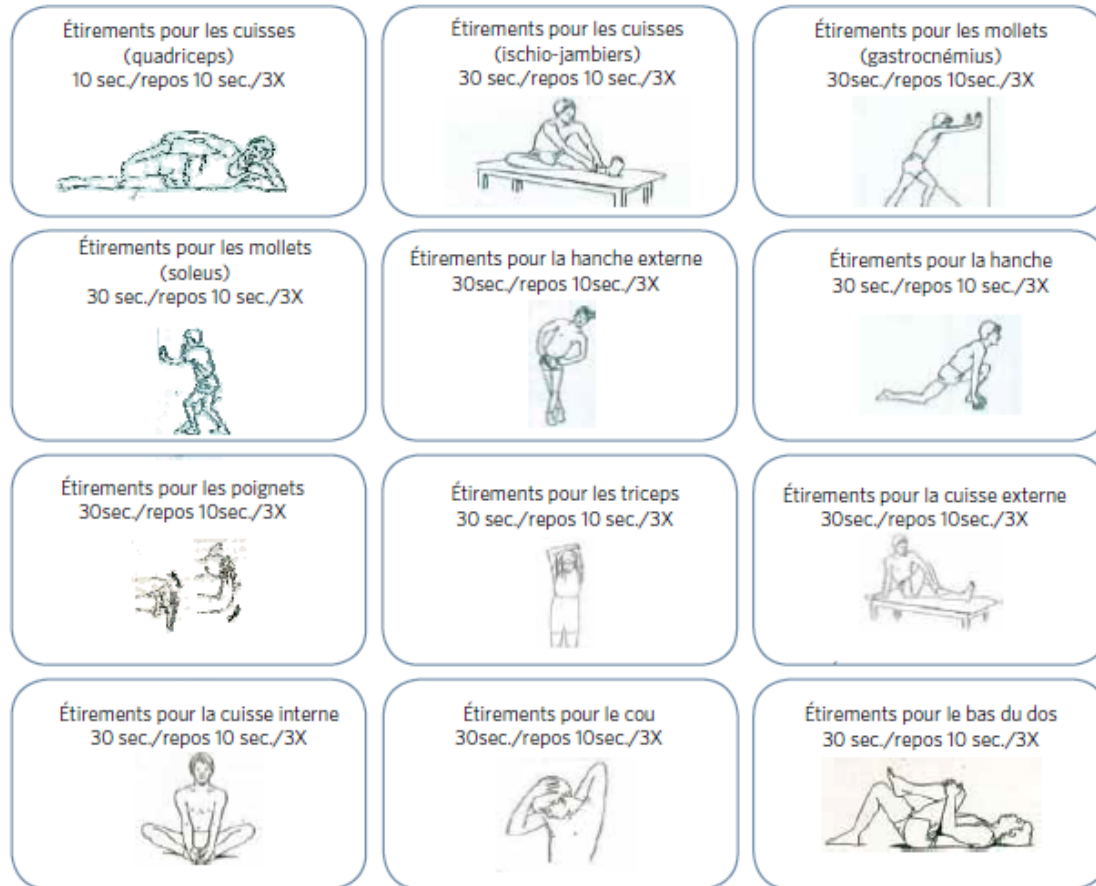 Étirements pour les cuisses
(quadriceps)
10 sec./repos 10 sec./3X
Étirements pour les cuisses
(ischio-jambiers)
30 sec./repos 10 sec./3X
Étirements pour les mollets
(gastrocnémius)
30sec./repos 10sec./3X
Étirements pour les mollets
(soleus)
30 sec./repos 10 sec./3X
Étirements pour la hanche externe
30sec./repos 10sec./3X
Étirements pour la hanche
30 sec./repos 10 sec./3X
Étirements pour les poignets
30sec./repos 10sec./3X
Étirements pour les triceps
30 sec./repos 10 sec./3X
Étirements pour la cuisse externe
30sec./repos 10sec./3X
Étirements pour la cuisse interne
30 sec./repos 10 sec./3X
Étirements pour le cou
30sec./repos 10sec./3X
Étirements pour le bas du dos
30 sec./repos 10 sec./3X